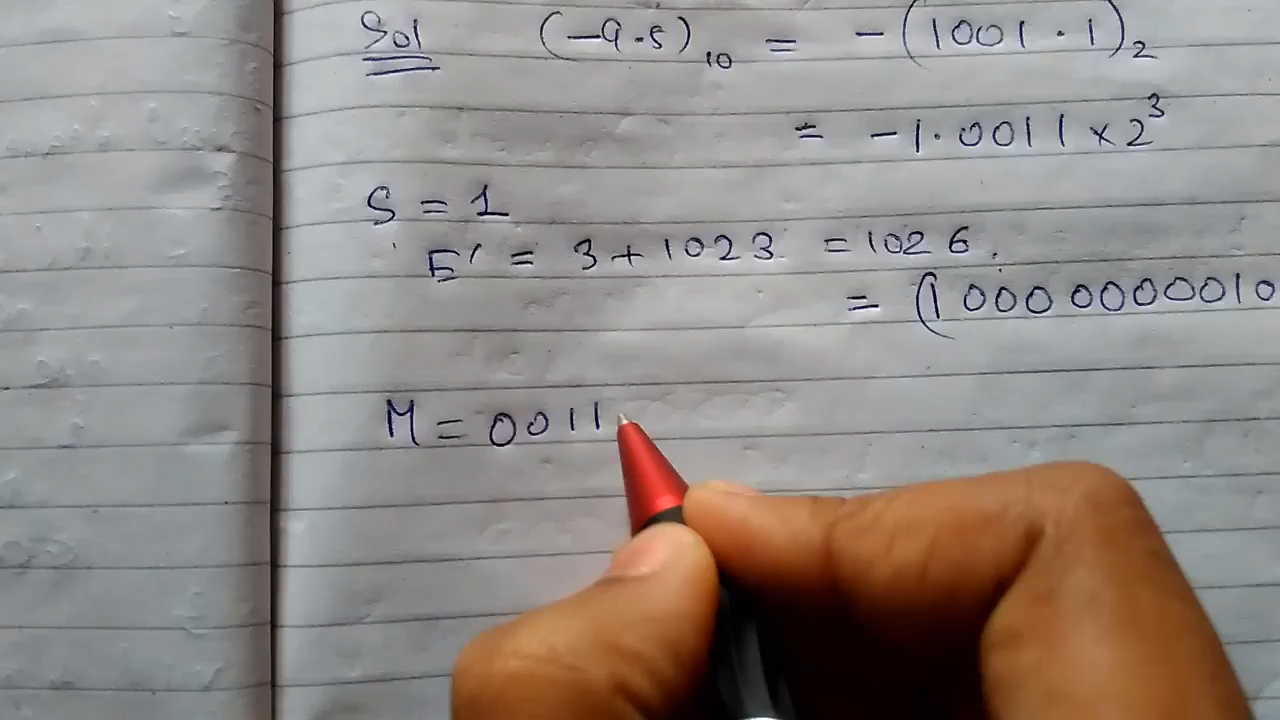 Sol (-9.5)10 = -(1001.1)2
= -1.0011 × 2^3
S = 1
E' = 3 + 1023 = 1026.
= (10000000010
M = 0011